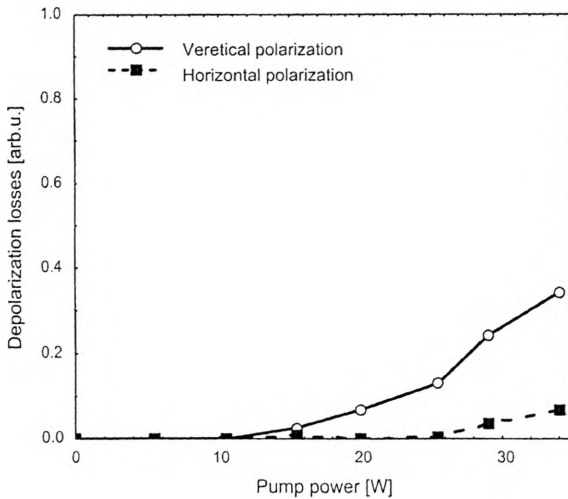 1.0
0.8
0.6
0.4
0.2
0.0
Depolarization losses [arb.u.]
Veretical polarization
Horizontal polarization
0 10 20 30
Pump power [W]